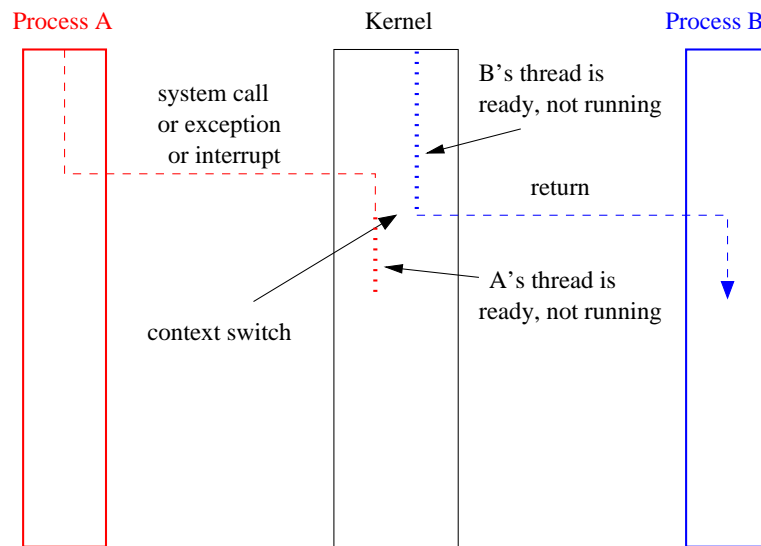 Process A
Kernel
Process B
system call
or exception
or interrupt
B’s thread is
ready, not running
return
A’s thread is
ready, not running
context switch